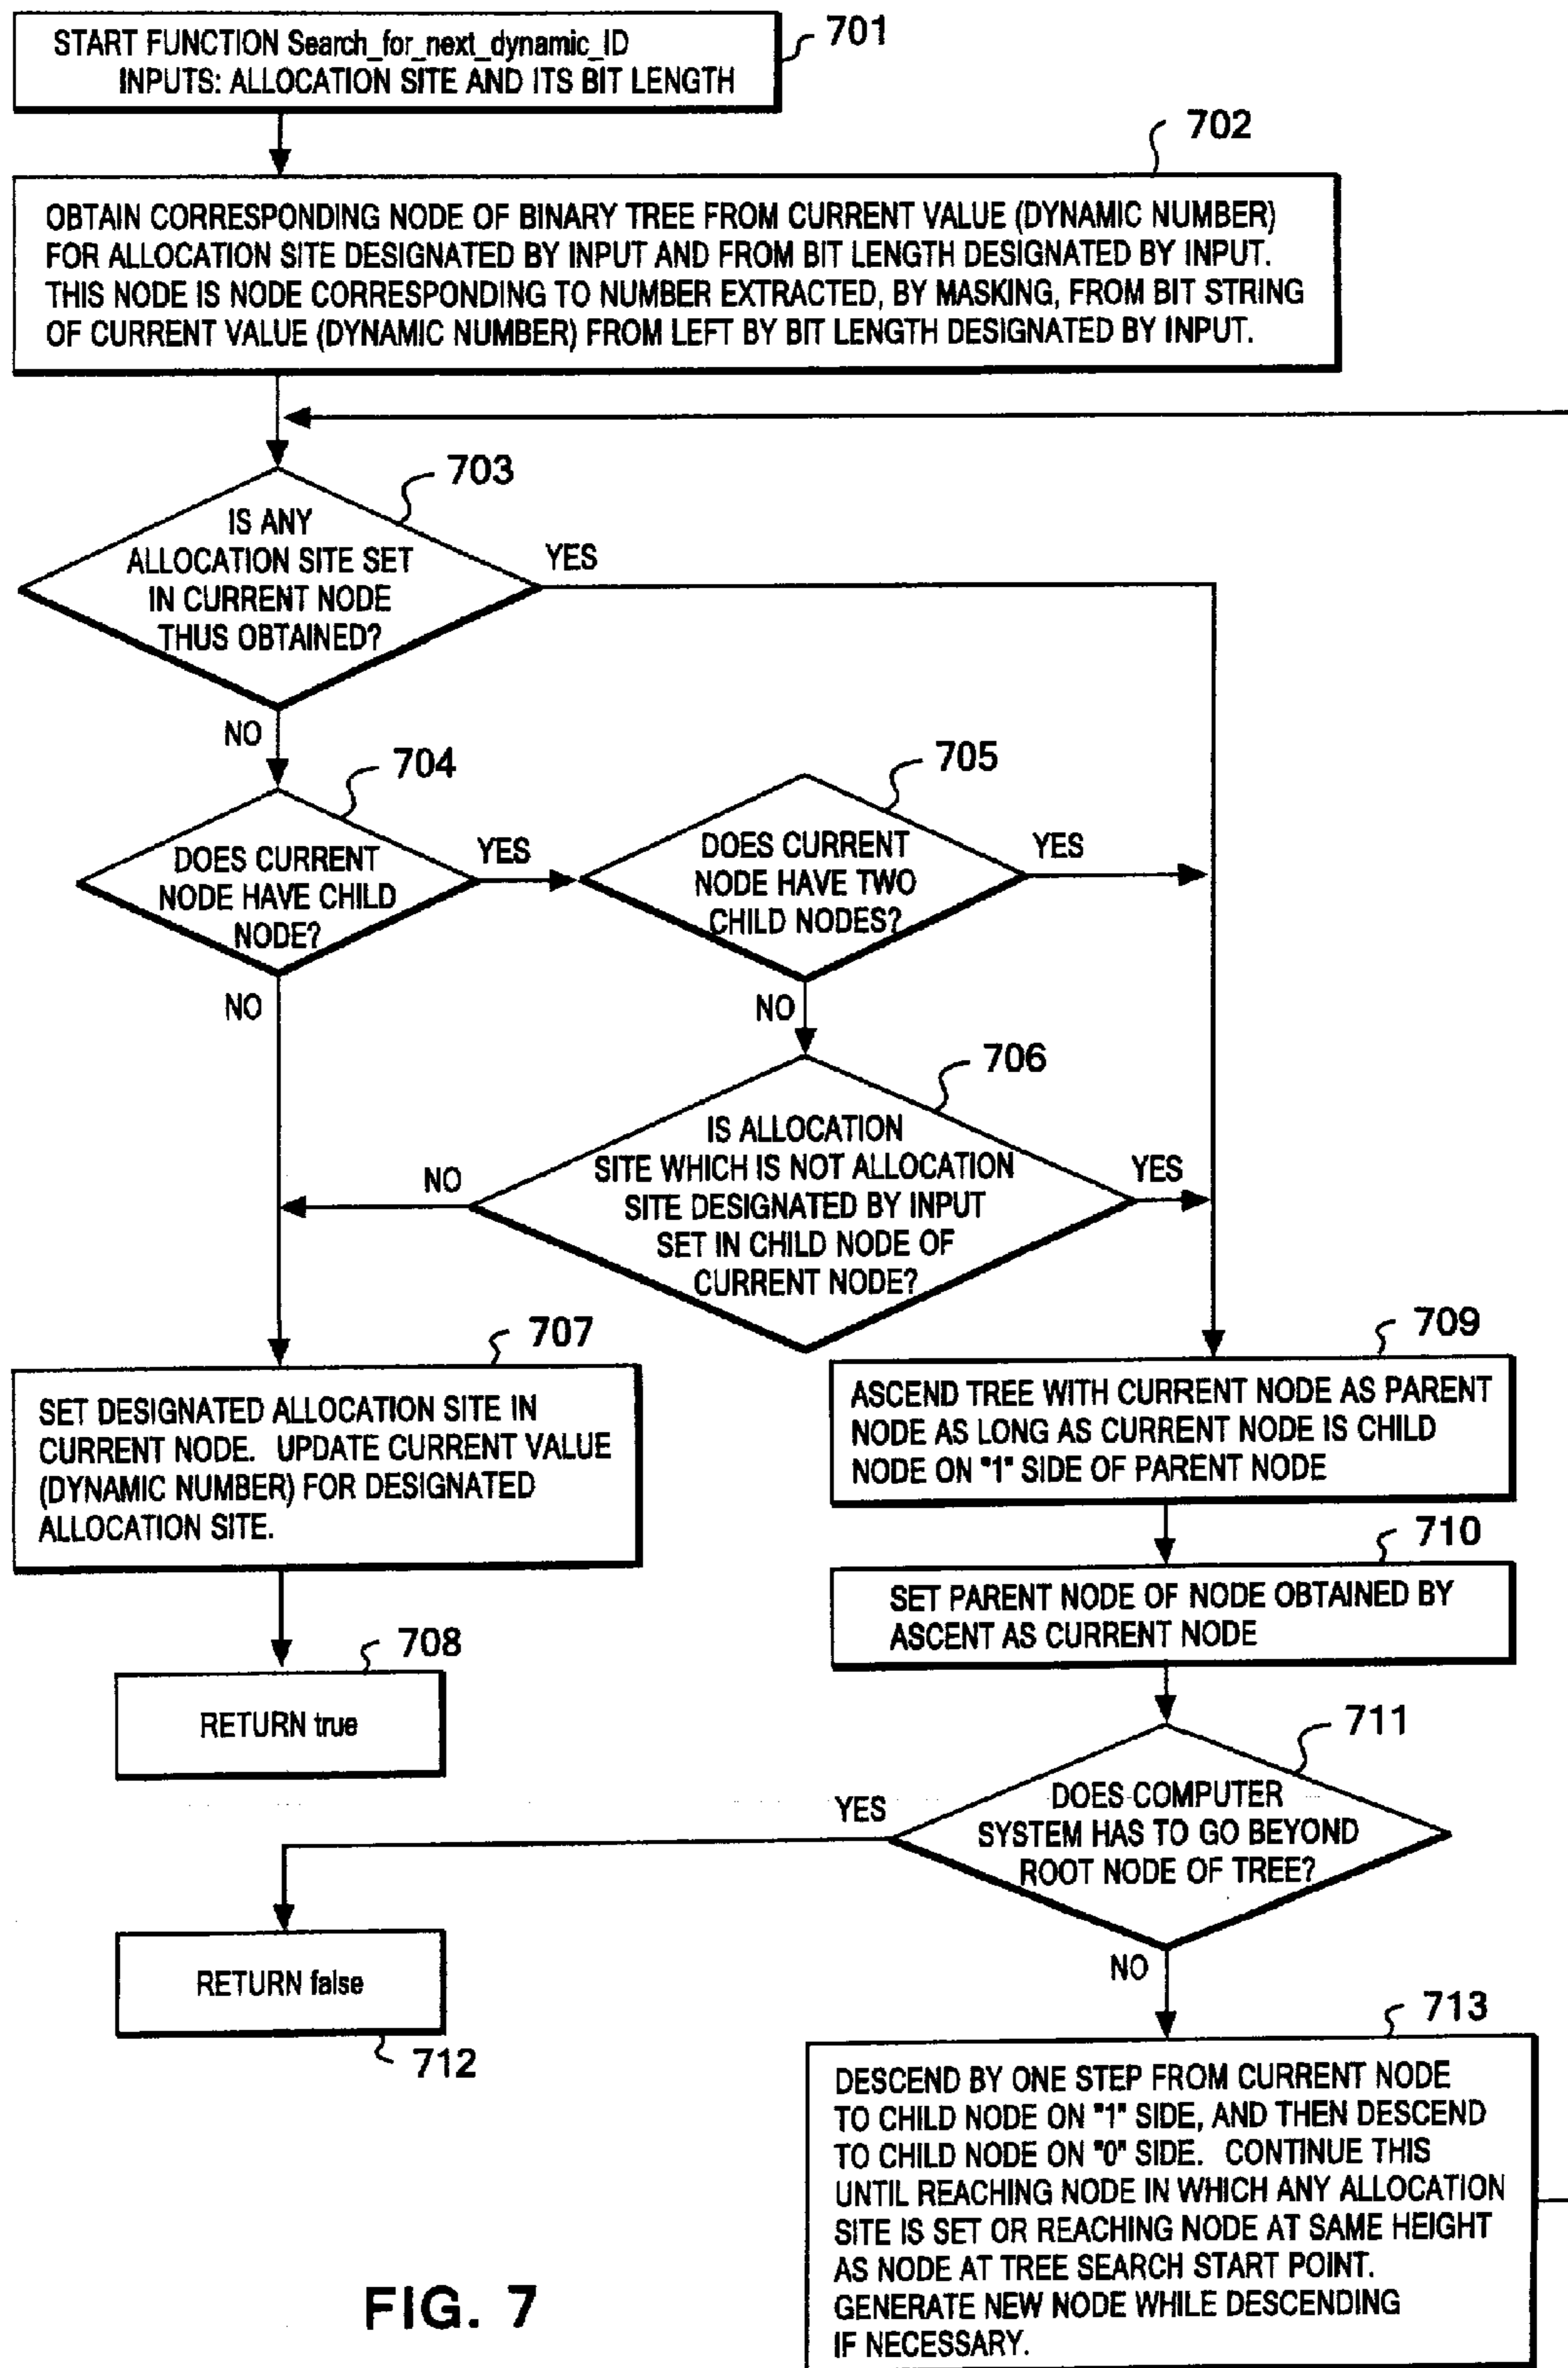 START FUNCTION Search_for_next_dynamic_ID
INPUTS: ALLOCATION SITE AND ITS BIT LENGTH
701
702
OBTAIN CORRESPONDING NODE OF BINARY TREE FROM CURRENT VALUE (DYNAMIC NUMBER)
FOR ALLOCATION SITE DESIGNATED BY INPUT AND FROM BIT LENGTH DESIGNATED BY INPUT.
THIS NODE IS NODE CORRESPONDING TO NUMBER EXTRACTED, BY MASKING, FROM BIT STRING
OF CURRENT VALUE (DYNAMIC NUMBER) FROM LEFT BY BIT LENGTH DESIGNATED BY INPUT.
703
IS ANY
ALLOCATION SITE SET
IN CURRENT NODE
THUS OBTAINED?
YES
NO
704
DOES CURRENT
NODE HAVE CHILD
NODE?
YES
NO
705
DOES CURRENT
NODE HAVE TWO
CHILD NODES?
YES
NO
706
IS ALLOCATION
SITE WHICH IS NOT ALLOCATION
SITE DESIGNATED BY INPUT
SET IN CHILD NODE OF
CURRENT NODE?
NO
YES
707
SET DESIGNATED ALLOCATION SITE IN
CURRENT NODE. UPDATE CURRENT VALUE
(DYNAMIC NUMBER) FOR DESIGNATED
ALLOCATION SITE.
708
RETURN true
709
ASCEND TREE WITH CURRENT NODE AS PARENT
NODE AS LONG AS CURRENT NODE IS CHILD
NODE ON "1" SIDE OF PARENT NODE
710
SET PARENT NODE OF NODE OBTAINED BY
ASCENT AS CURRENT NODE
711
DOES COMPUTER
SYSTEM HAS TO GO BEYOND
ROOT NODE OF TREE?
YES
NO
RETURN false
712
713
DESCEND BY ONE STEP FROM CURRENT NODE
TO CHILD NODE ON "1" SIDE, AND THEN DESCEND
TO CHILD NODE ON "0" SIDE. CONTINUE THIS
UNTIL REACHING NODE IN WHICH ANY ALLOCATION
SITE IS SET OR REACHING NODE AT SAME HEIGHT
AS NODE AT TREE SEARCH START POINT.
GENERATE NEW NODE WHILE DESCENDING
IF NECESSARY.
FIG. 7